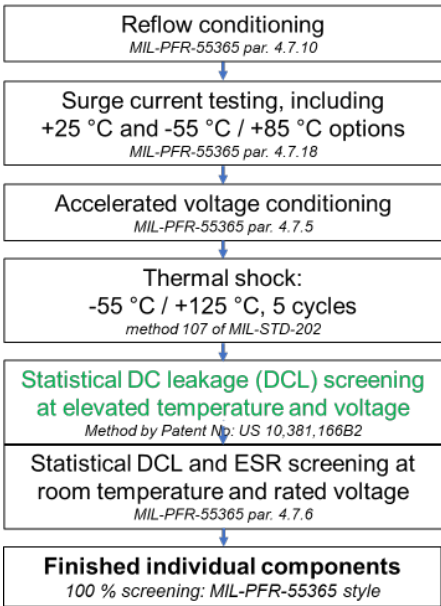 Reflow conditioning
MIL-PFR-55365 par. 4.7.10
Surge current testing, including
+25 °C and -55 °C / +85 °C options
MIL-PFR-55365 par. 4.7.18
Accelerated voltage conditioning
MIL-PFR-55365 par. 4.7.5
Thermal shock:
-55 °C / +125 °C, 5 cycles
method 107 of MIL-STD-202
Statistical DC leakage (DCL) screening
at elevated temperature and voltage
Method by Patent No: US 10,381,166B2
Statistical DCL and ESR screening at
room temperature and rated voltage
MIL-PFR-55365 par. 4.7.6
Finished individual components
100 % screening: MIL-PFR-55365 style